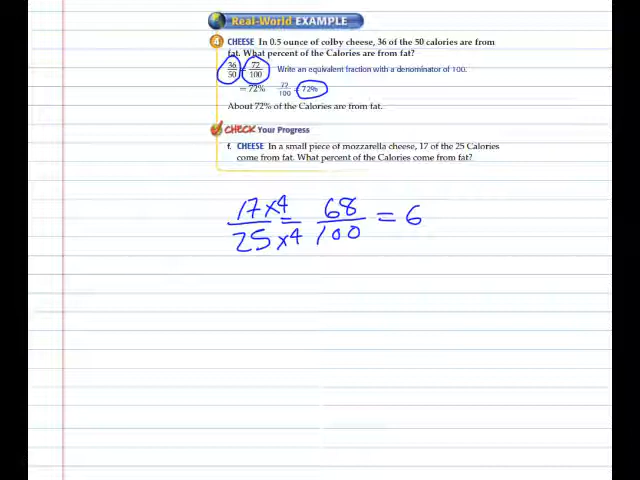 Real-World EXAMPLE
4 CHEESE In 0.5 ounce of colby cheese, 36 of the 50 calories are from
fat. What percent of the Calories are from fat?
36/50 = 72/100 Write an equivalent fraction with a denominator of 100.
= 72% 72/100 = 72%
About 72% of the Calories are from fat.
CHECK Your Progress
f. CHEESE In a small piece of mozzarella cheese, 17 of the 25 Calories
come from fat. What percent of the Calories come from fat?
17×4/25×4 = 68/100 = 6